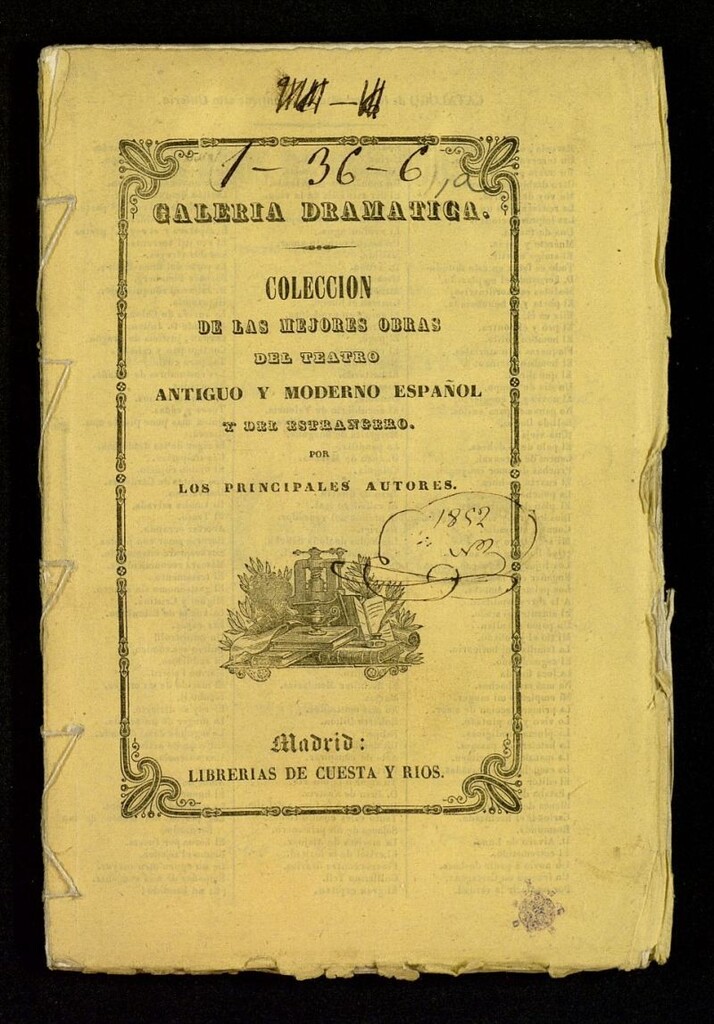 1-36-6, a
GALERIA DRAMATICA.
COLECCION
DE LAS MEJORES OBRAS
DEL TEATRO
ANTIGUO Y MODERNO ESPAÑOL
Y DEL ESTRANGERO.
POR
LOS PRINCIPALES AUTORES.
1852
Madrid:
LIBRERIAS DE CUESTA Y RIOS.